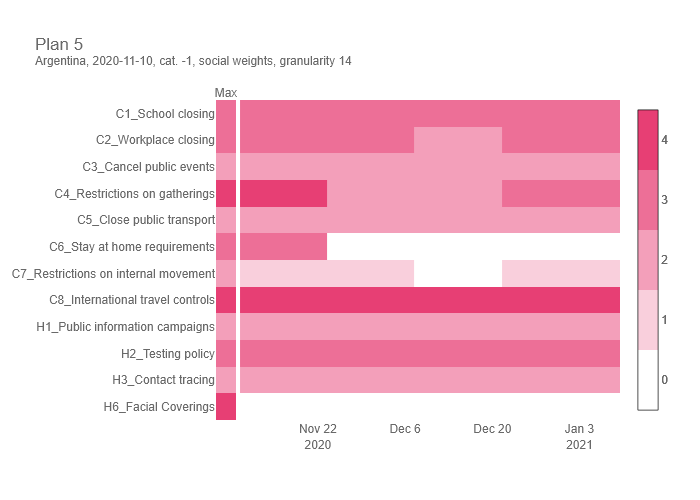 Plan 5
Argentina, 2020-11-10, cat. -1, social weights, granularity 14
Max
C1_School closing
C2_Workplace closing
C3_Cancel public events
C4_Restrictions on gatherings
C5_Close public transport
C6_Stay at home requirements
C7_Restrictions on internal movement
C8_International travel controls
H1_Public information campaigns
H2_Testing policy
H3_Contact tracing
H6_Facial Coverings
4
3
2
1
0
Nov 22 Dec 6 Dec 20 Jan 3
2020 2021